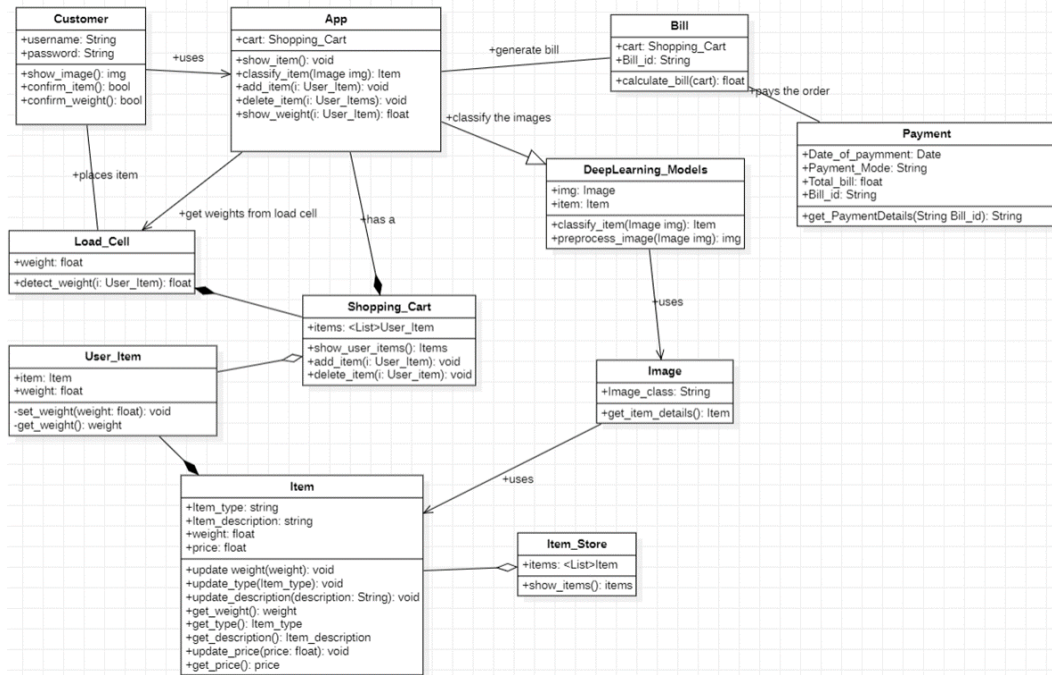 Customer
+username: String
+password: String
+show_image(): img
+confirm_item(): bool
+confirm_weight(): bool
+uses
App
+cart: Shopping_Cart
+show_item(): void
+classify_item(Image img): Item
+add_item(i: User_Item): void
+delete_item(i: User_Items): void
+show_weight(i: User_Item): float
+generate bill
Bill
+cart: Shopping_Cart
+Bill_id: String
+calculate_bill(cart): float
+pays the order
Payment
+Date_of_paymment: Date
+Payment_Mode: String
+Total_bill: float
+Bill_id: String
+get_PaymentDetails(String Bill_id): String
+classify the images
DeepLearning_Models
+img: Image
+item: Item
+classify_item(Image img): Item
+preprocess_image(Image img): img
+places item
+get weights from load cell
+has a
Load_Cell
+weight: float
+detect_weight(i: User_Item): float
Shopping_Cart
+items: <List>User_Item
+show_user_items(): Items
+add_item(i: User_Item): void
+delete_item(i: User_item): void
+uses
User_Item
+item: Item
+weight: float
-set_weight(weight: float): void
-get_weight(): weight
Image
+Image_class: String
+get_item_details(): Item
+uses
Item
+Item_type: string
+Item_description: string
+weight: float
+price: float
+update weight(weight): void
+update_type(Item_type): void
+update_description(description: String): void
+get_weight(): weight
+get_type(): Item_type
+get_description(): Item_description
+update_price(price: float): void
+get_price(): price
Item_Store
+items: <List>Item
+show_items(): items